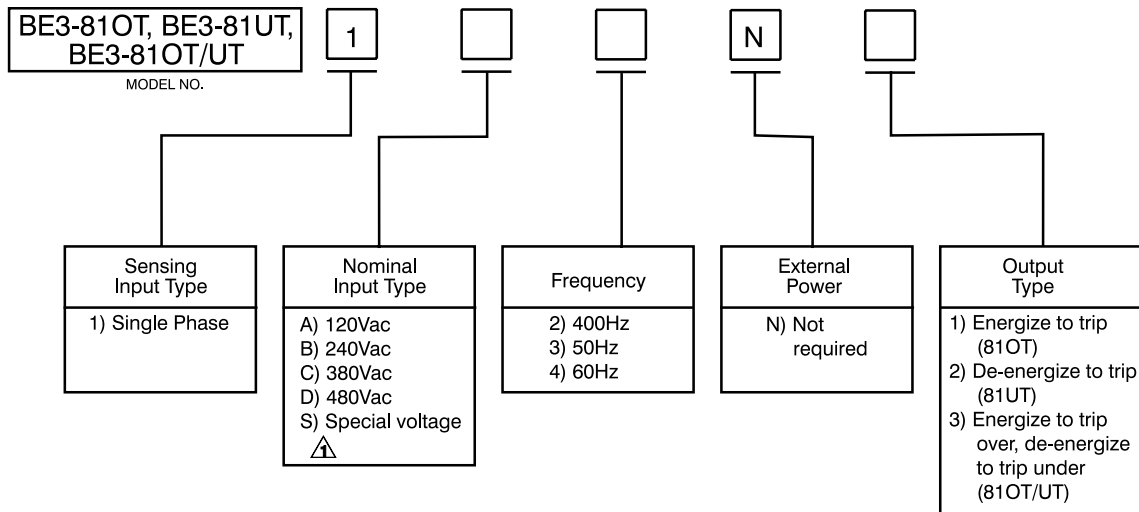 BE3-81OT, BE3-81UT,
BE3-81OT/UT
MODEL NO.
1
N
Sensing
Input Type
1) Single Phase
Nominal
Input Type
A) 120Vac
B) 240Vac
C) 380Vac
D) 480Vac
S) Special voltage
1
Frequency
2) 400Hz
3) 50Hz
4) 60Hz
External
Power
N) Not
required
Output
Type
1) Energize to trip
(81OT)
2) De-energize to trip
(81UT)
3) Energize to trip
over, de-energize
to trip under
(81OT/UT)